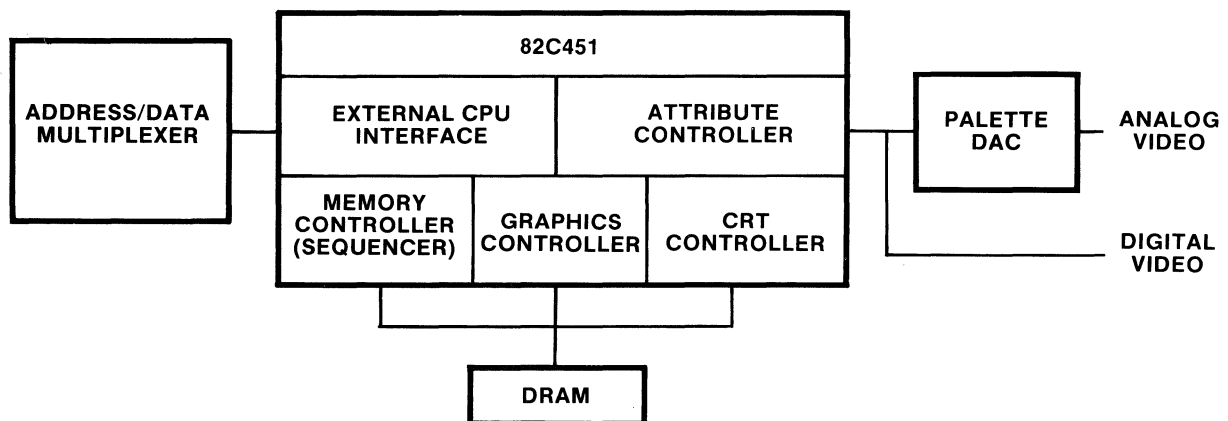 82C451
ADDRESS/DATA
MULTIPLEXER
EXTERNAL CPU
INTERFACE
ATTRIBUTE
CONTROLLER
PALETTE
DAC
ANALOG
VIDEO
MEMORY
CONTROLLER
(SEQUENCER)
GRAPHICS
CONTROLLER
CRT
CONTROLLER
DIGITAL
VIDEO
DRAM